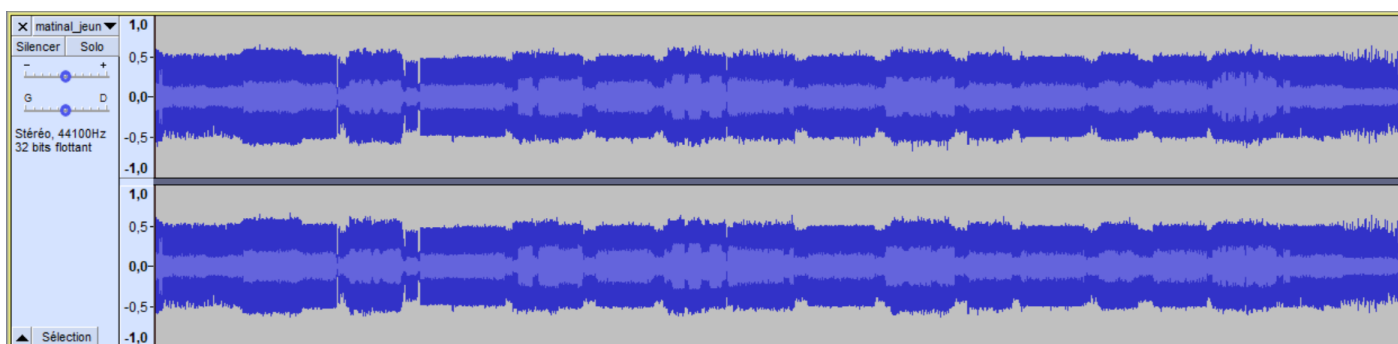 matinal_jeun
Silencer Solo
- +
G D
Stéréo, 44100Hz
32 bits flottant
Sélection
1,0
0,5-
0,0-
-0,5-
-1,0
1,0
0,5-
0,0-
-0,5-
-1,0